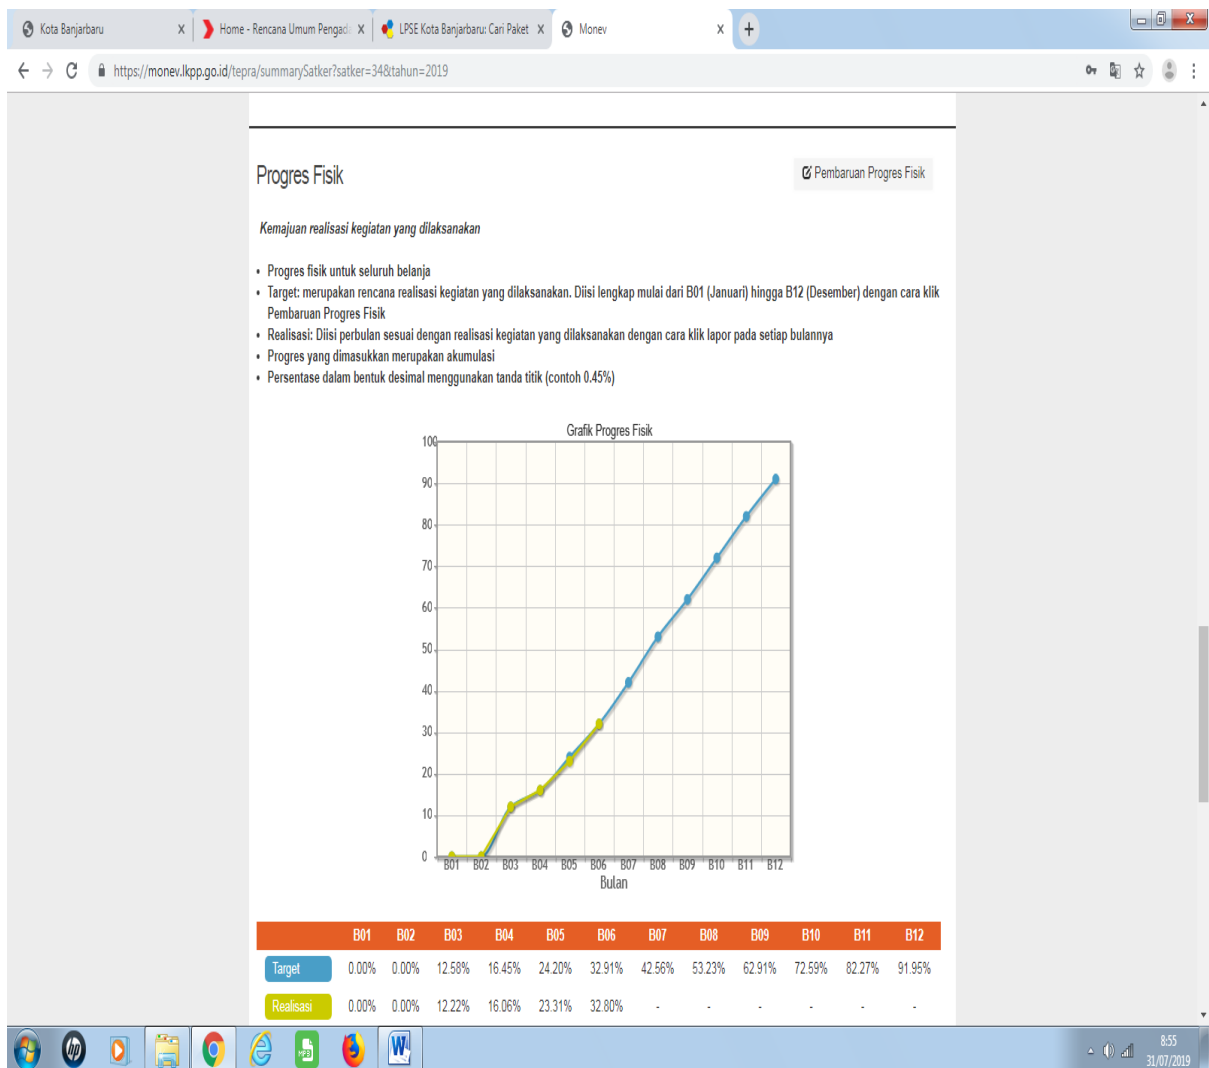 Kota Banjarbaru
Home - Rencana Umum Pengada
LPSE Kota Banjarbaru: Cari Paket
Monev
https://monev.lkpp.go.id/tepra/summarySatker?satker=34&tahun=2019
Progres Fisik
Pembaruan Progres Fisik
Kemajuan realisasi kegiatan yang dilaksanakan
• Progres fisik untuk seluruh belanja
• Target: merupakan rencana realisasi kegiatan yang dilaksanakan. Diisi lengkap mulai dari B01 (Januari) hingga B12 (Desember) dengan cara klik
Pembaruan Progres Fisik
• Realisasi: Diisi perbulan sesuai dengan realisasi kegiatan yang dilaksanakan dengan cara klik lapor pada setiap bulannya
• Progres yang dimasukkan merupakan akumulasi
• Persentase dalam bentuk desimal menggunakan tanda titik (contoh 0.45%)
Grafik Progres Fisik
100
90
80
70
60
50
40
30
20
10
0
B01 B02 B03 B04 B05 B06 B07 B08 B09 B10 B11 B12
Bulan
B01 B02 B03 B04 B05 B06 B07 B08 B09 B10 B11 B12
Target 0.00% 0.00% 12.58% 16.45% 24.20% 32.91% 42.56% 53.23% 62.91% 72.59% 82.27% 91.95%
Realisasi 0.00% 0.00% 12.22% 16.06% 23.31% 32.80% - - - - - -
hp
MP3
W
8:55
31/07/2019